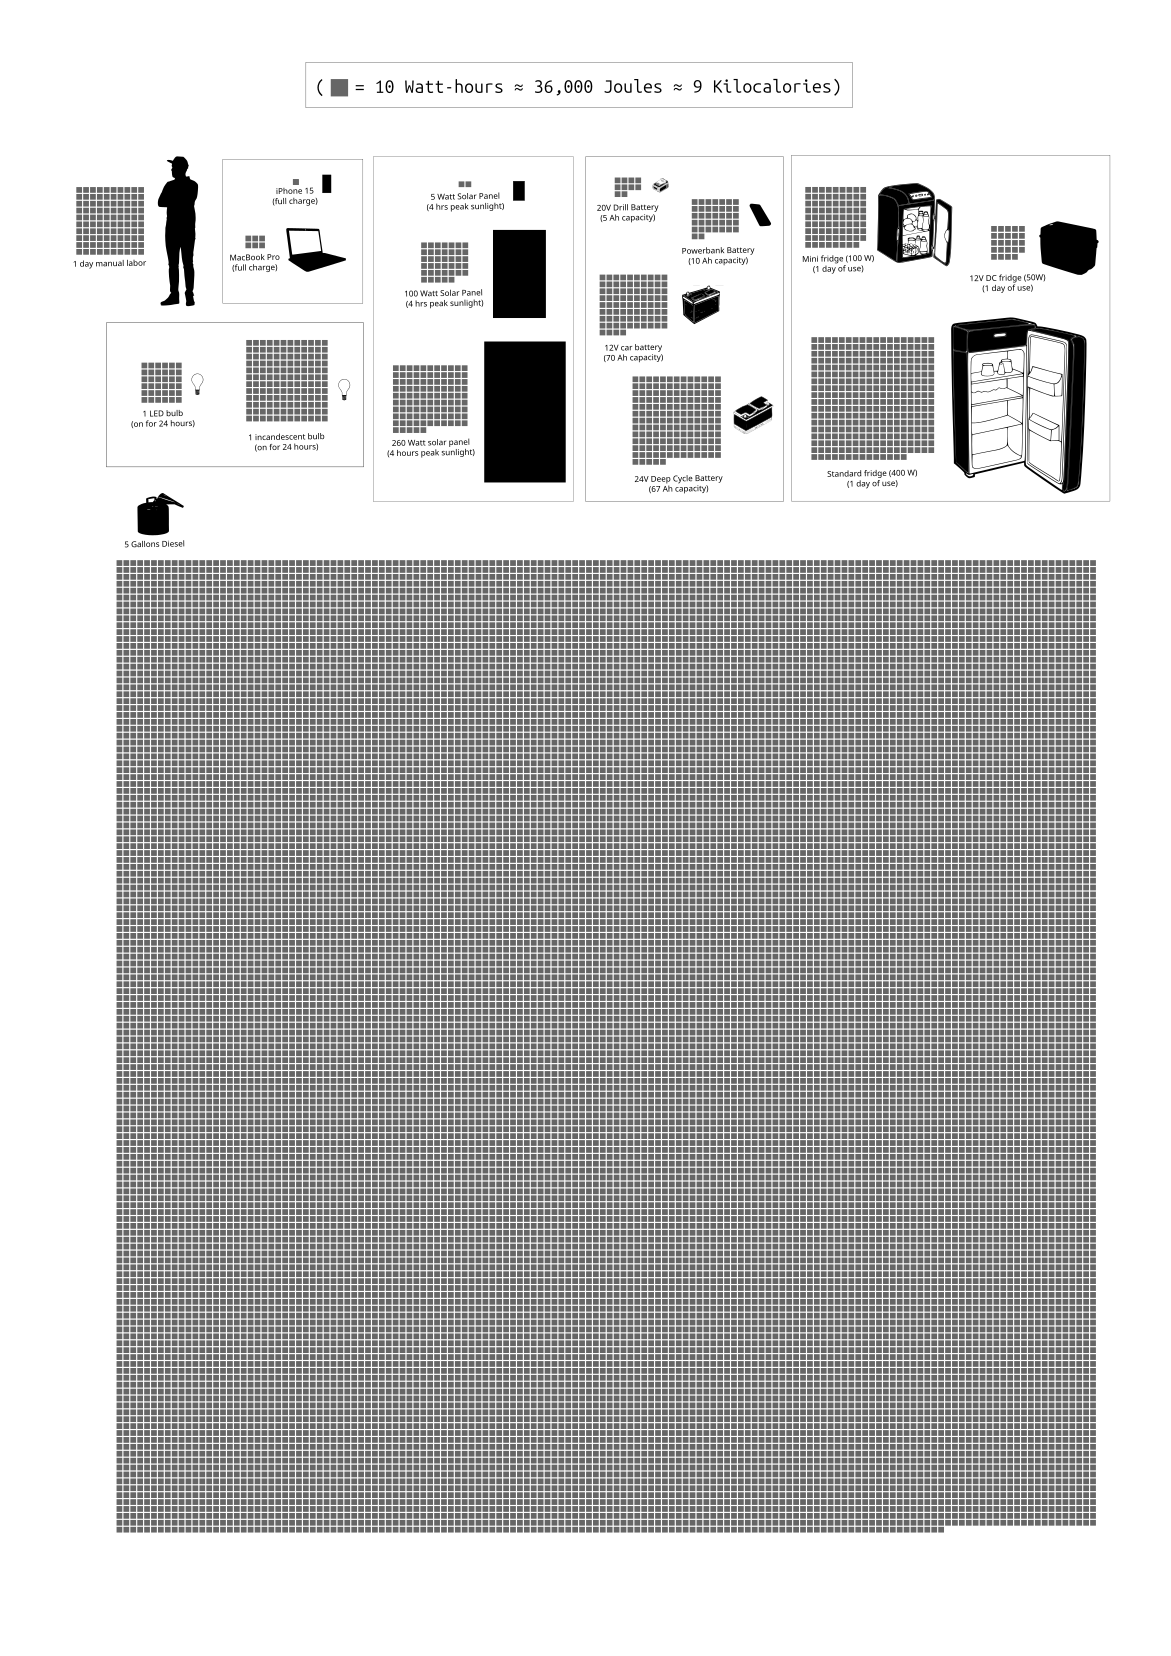 ( = 10 Watt-hours ≈ 36,000 Joules ≈ 9 Kilocalories)
1 day manual labor
iPhone 15
(full charge)
MacBook Pro
(full charge)
1 LED bulb
(on for 24 hours)
1 incandescent bulb
(on for 24 hours)
5 Watt Solar Panel
(4 hrs peak sunlight)
100 Watt Solar Panel
(4 hrs peak sunlight)
260 Watt solar panel
(4 hours peak sunlight)
20V Drill Battery
(5 Ah capacity)
Powerbank Battery
(10 Ah capacity)
12V car battery
(70 Ah capacity)
24V Deep Cycle Battery
(67 Ah capacity)
Mini fridge (100 W)
(1 day of use)
12V DC fridge (50W)
(1 day of use)
Standard fridge (400 W)
(1 day of use)
5 Gallons Diesel